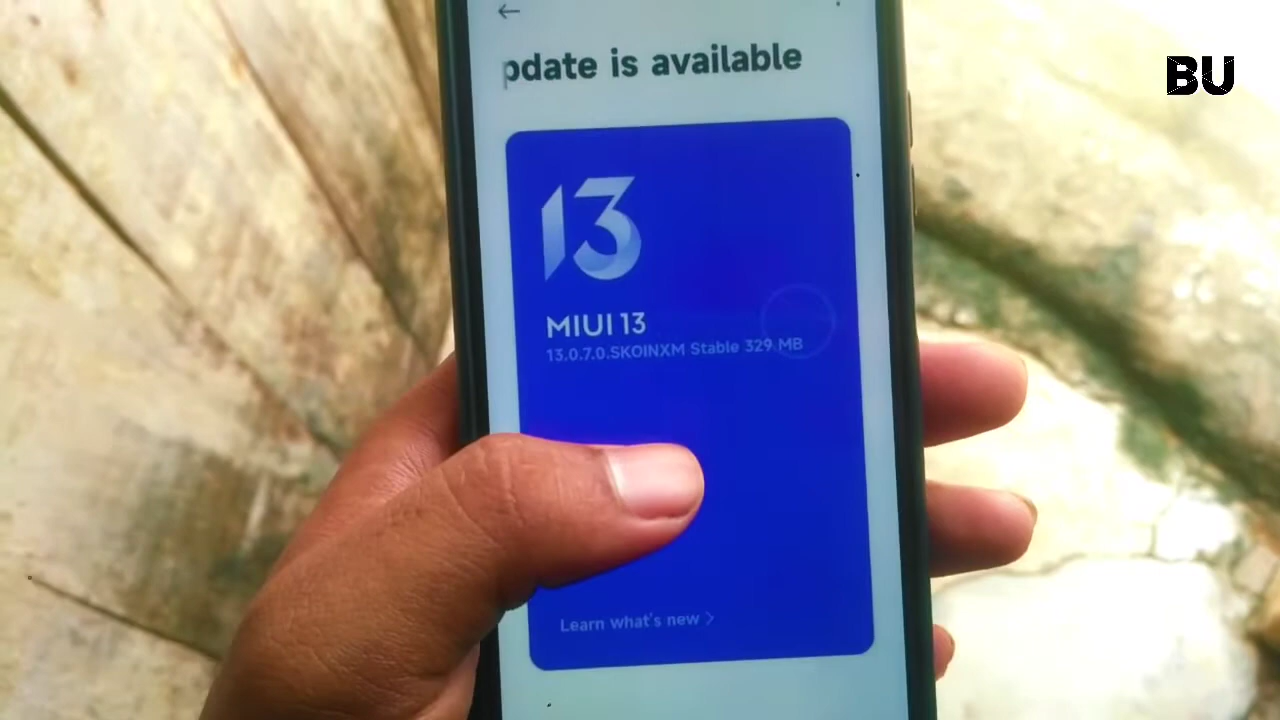 BU
pdate is available
13
MIUI 13
13.0.7.0.SKOINXM Stable 329 MB
Learn what's new >